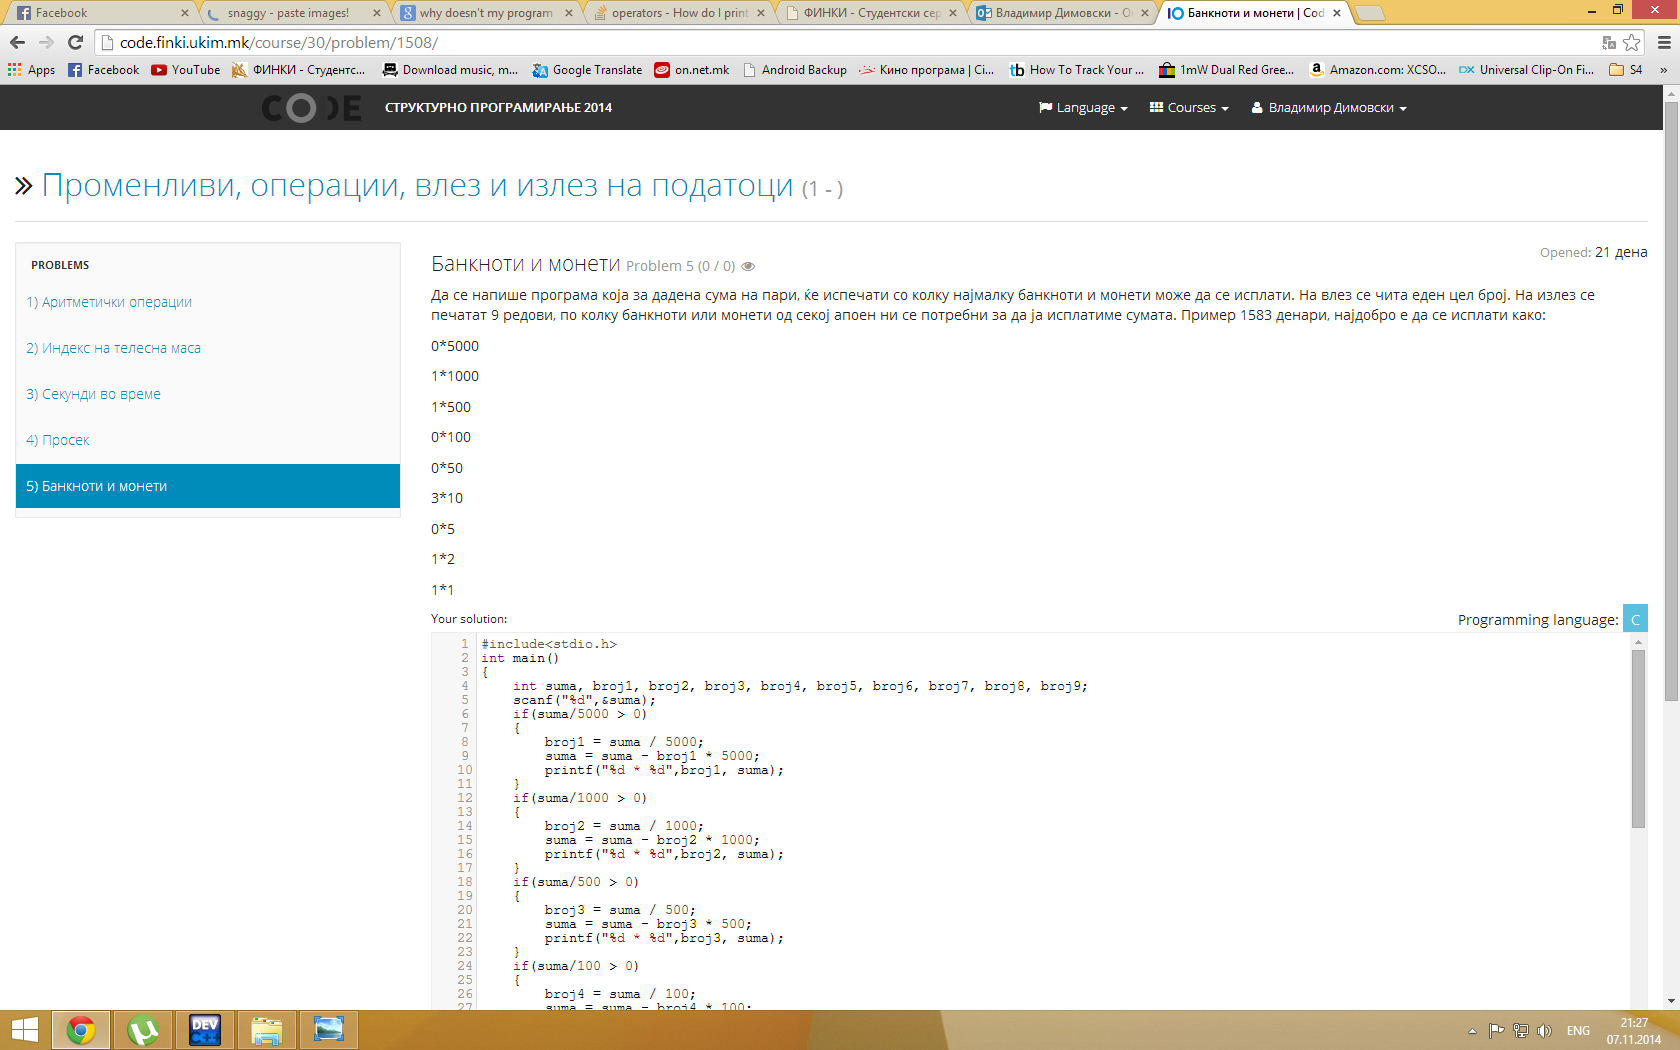 Facebook
snaggy - paste images!
why doesn't my program
operators - How do I print
ФИНКИ - Студентски сер
Владимир Димовски - O
Банкноти и монети | Cod
code.finki.ukim.mk/course/30/problem/1508/
Apps
Facebook
YouTube
ФИНКИ - Студентс...
Download music, m...
Google Translate
on.net.mk
Android Backup
Кино програма | Ci...
How To Track Your ...
1mW Dual Red Gree...
Amazon.com: XCSO...
Universal Clip-On Fi...
S4
»
CODE
СТРУКТУРНО ПРОГРАМИРАЊЕ 2014
Language
Courses
Владимир Димовски
» Променливи, операции, влез и излез на податоци (1 - )
PROBLEMS
1) Аритметички операции
2) Индекс на телесна маса
3) Секунди во време
4) Просек
5) Банкноти и монети
Банкноти и монети Problem 5 (0 / 0)
Opened: 21 дена
Да се напише програма која за дадена сума на пари, ќе испечати со колку најмалку банкноти и монети може да се исплати. На влез се чита еден цел број. На излез се
печатат 9 редови, по колку банкноти или монети од секој апоен ни се потребни за да ја исплатиме сумата. Пример 1583 денари, најдобро е да се исплати како:
0*5000
1*1000
1*500
0*100
0*50
3*10
0*5
1*2
1*1
Your solution:
Programming language: C
1 #include<stdio.h>
2 int main()
3 {
4 int suma, broj1, broj2, broj3, broj4, broj5, broj6, broj7, broj8, broj9;
5 scanf("%d",&suma);
6 if(suma/5000 > 0)
7 {
8 broj1 = suma / 5000;
9 suma = suma - broj1 * 5000;
10 printf("%d * %d",broj1, suma);
11 }
12 if(suma/1000 > 0)
13 {
14 broj2 = suma / 1000;
15 suma = suma - broj2 * 1000;
16 printf("%d * %d",broj2, suma);
17 }
18 if(suma/500 > 0)
19 {
20 broj3 = suma / 500;
21 suma = suma - broj3 * 500;
22 printf("%d * %d",broj3, suma);
23 }
24 if(suma/100 > 0)
25 {
26 broj4 = suma / 100;
27 suma = suma - broj4 * 100;
DEV C++
ENG
21:27
07.11.2014